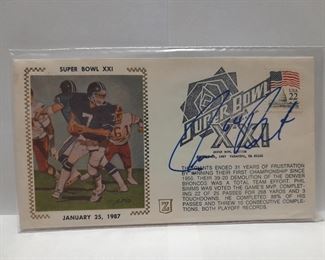 SUPER BOWL XXI
7
JANUARY 25, 1987
Z
USA
22
SUPER BOWL
XXI
THE GIANTS ENDED 31 YEARS OF FRUSTRATION
BY WINNING THEIR FIRST CHAMPIONSHIP SINCE
1956. THEIR 39-20 DEMOLITION OF THE DENVER
BRONCOS WAS A TOTAL TEAM EFFORT. PHIL
SIMMS WAS VOTED THE GAME'S MVP, COMPLET-
ING 22 OF 25 PASSES FOR 268 YARDS AND 3
TOUCHDOWNS. HE COMPLETED 88% OF HIS
PASSES AND THREW 10 CONSECUTIVE COMPLE-
TIONS, BOTH PLAYOFF RECORDS.